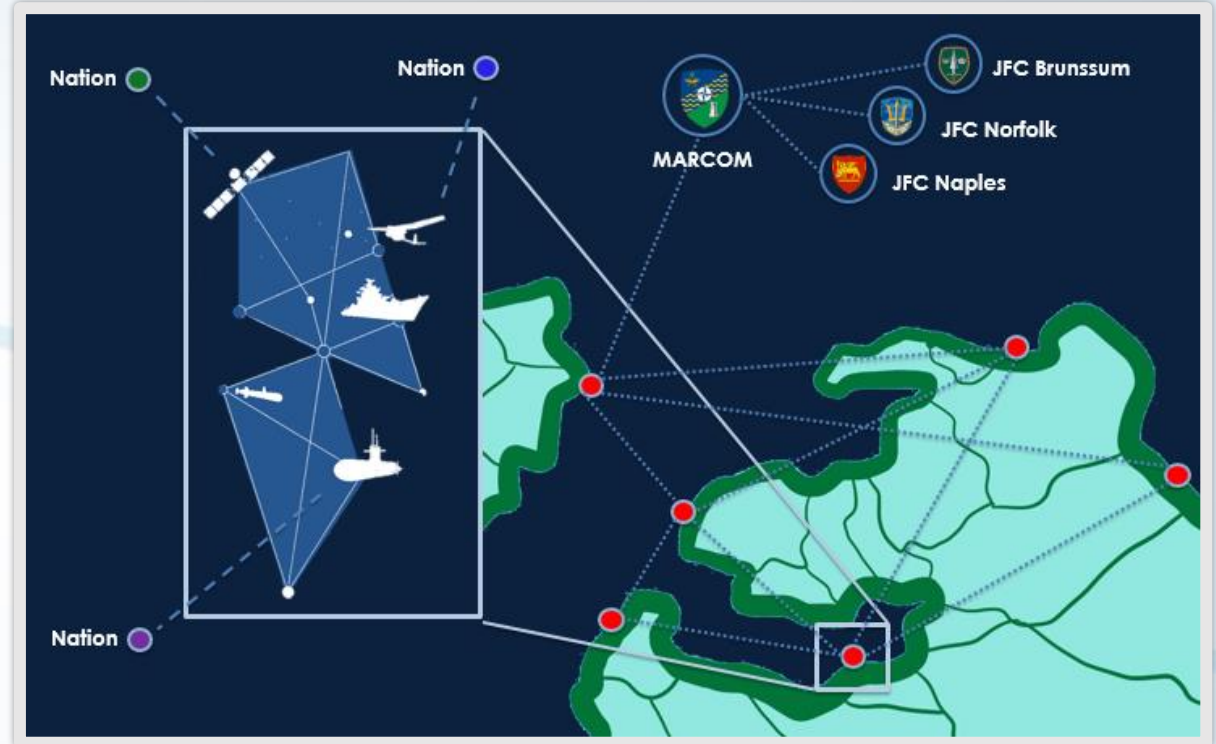 Nation
Nation
JFC Brunssum
JFC Norfolk
MARCOM
JFC Naples
Nation